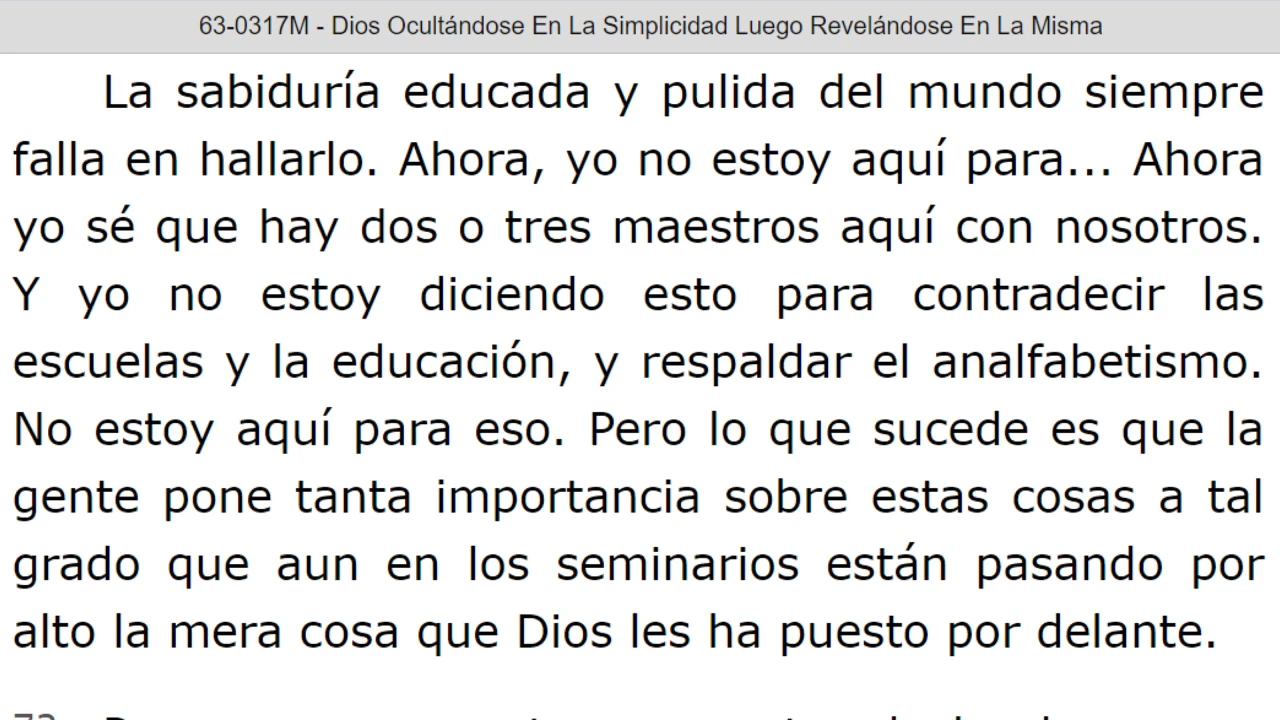 63-0317M - Dios Ocultándose En La Simplicidad Luego Revelándose En La Misma
La sabiduría educada y pulida del mundo siempre
falla en hallarlo. Ahora, yo no estoy aquí para... Ahora
yo sé que hay dos o tres maestros aquí con nosotros.
Y yo no estoy diciendo esto para contradecir las
escuelas y la educación, y respaldar el analfabetismo.
No estoy aquí para eso. Pero lo que sucede es que la
gente pone tanta importancia sobre estas cosas a tal
grado que aun en los seminarios están pasando por
alto la mera cosa que Dios les ha puesto por delante.